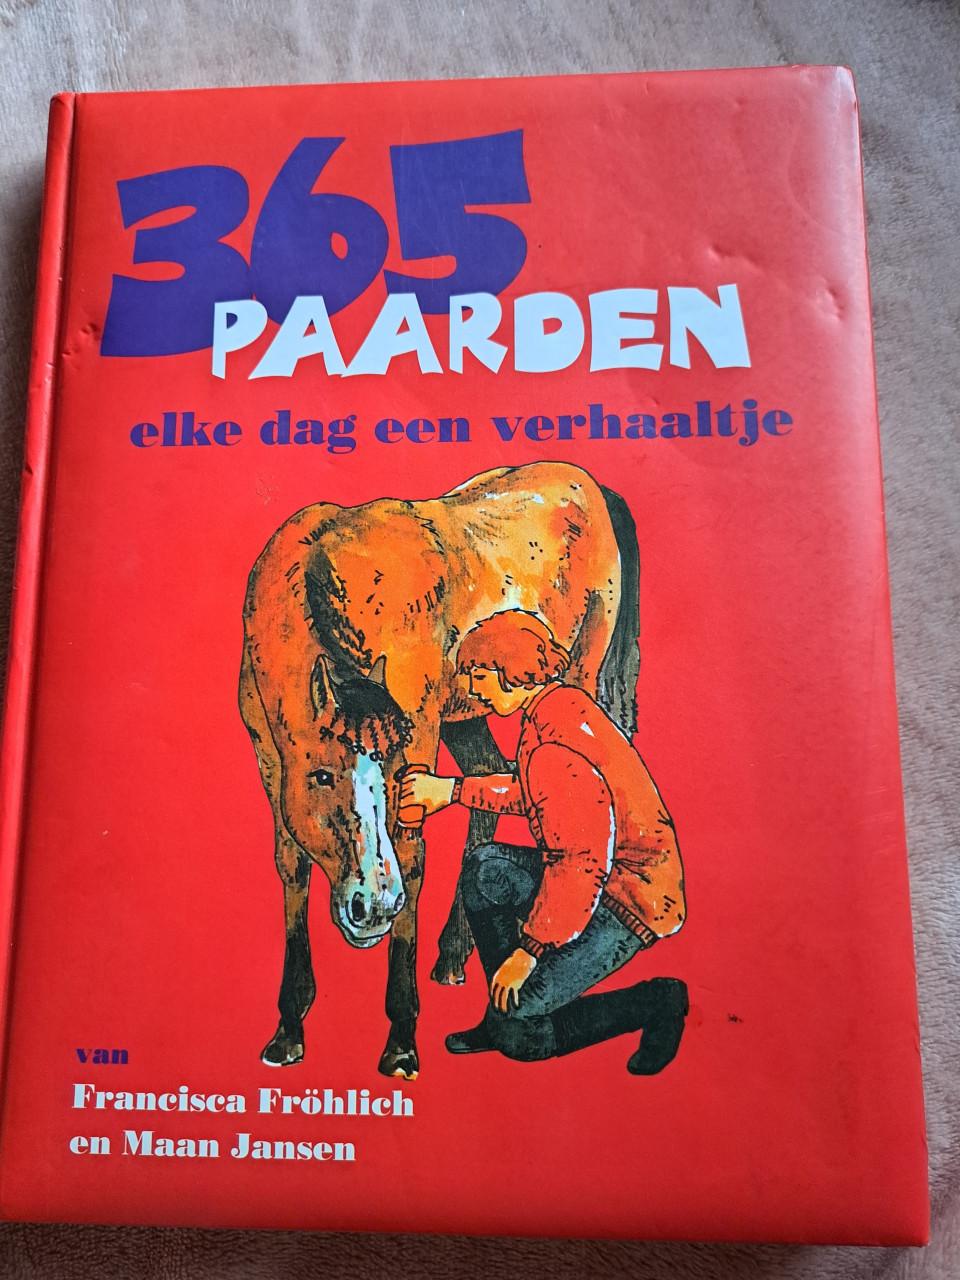 365
PAARDEN
elke dag een verhaaltje
van
Francisca Fröhlich
en Maan Jansen